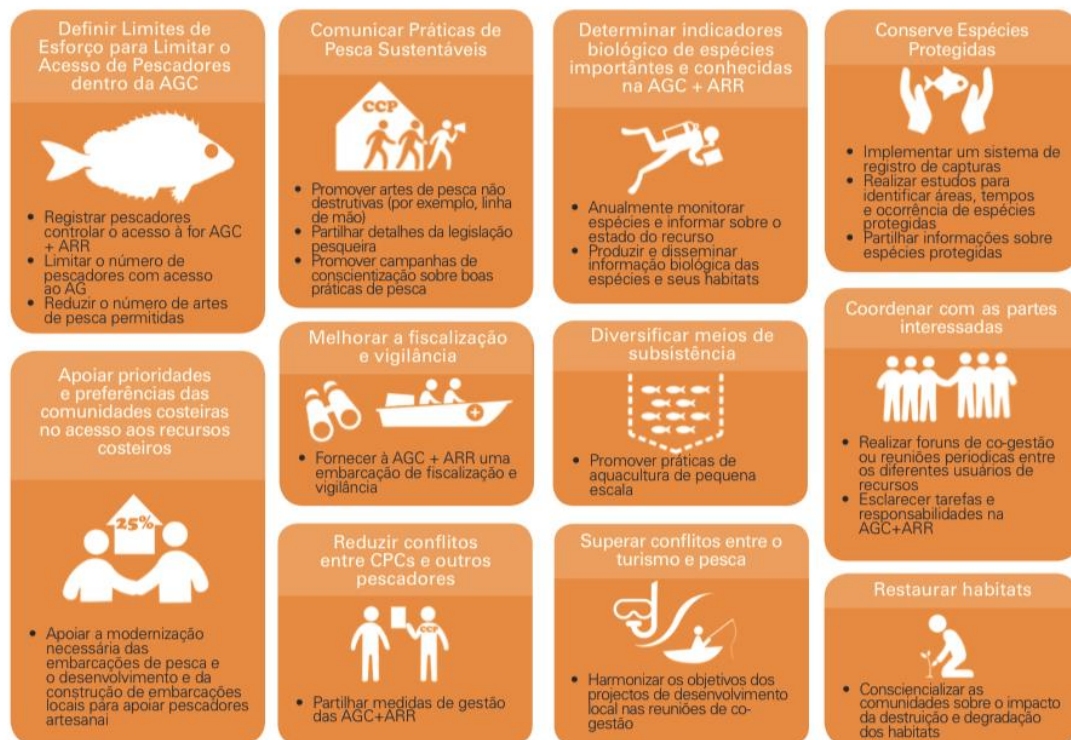 Definir Limites de
Esforço para Limitar o
Acesso de Pescadores
dentro da AGC
• Registrar pescadores
controlar o acesso à for AGC
+ ARR
• Limitar o número de
pescadores com acesso
ao AG
• Reduzir o número de artes
de pesca permitidas
Apoiar prioridades
e preferências das
comunidades costeiras
no acesso aos recursos
costeiros
25%
• Apoiar a modernização
necessária das
embarcações de pesca e
o desenvolvimento e da
construção de embarcações
locais para apoiar pescadores
artesanai
Comunicar Práticas de
Pesca Sustentáveis
CCP
• Promover artes de pesca não
destrutivas (por exemplo, linha
de mão)
• Partilhar detalhes da legislação
pesqueira
• Promover campanhas de
conscientização sobre boas
práticas de pesca
Melhorar a fiscalização
e vigilância
• Fornecer à AGC + ARR uma
embarcação de fiscalização e
vigilância
Reduzir conflitos
entre CPCs e outros
pescadores
CCP
• Partilhar medidas de gestão
das AGC+ARR
Determinar indicadores
biológico de espécies
importântes e conhecidas
na AGC + ARR
• Anualmente monitorar
espécies e informar sobre o
estado do recurso
• Produzir e disseminar
informação biológica das
espécies e seus habitats
Diversificar meios de
subsistência
• Promover práticas de
aquacultura de pequena
escala
Superar conflitos entre o
turismo e pesca
• Harmonizar os objetivos dos
projectos de desenvolvimento
local nas reuniões de co-
gestão
Conserve Espécies
Protegidas
• Implementar um sistema de
registro de capturas
• Realizar estudos para
identificar áreas, tempos
e ocorrência de espécies
protegidas
• Partilhar informações sobre
espécies protegidas
Coordenar com as partes
interessadas
• Realizar foruns de co-gestão
ou reuniões periodicas entre
os diferentes usuários de
recursos
• Esclarecer tarefas e
responsabilidades na
AGC+ARR
Restaurar habitats
• Consciencializar as
comunidades sobre o impacto
da destruição e degradação
dos habitats